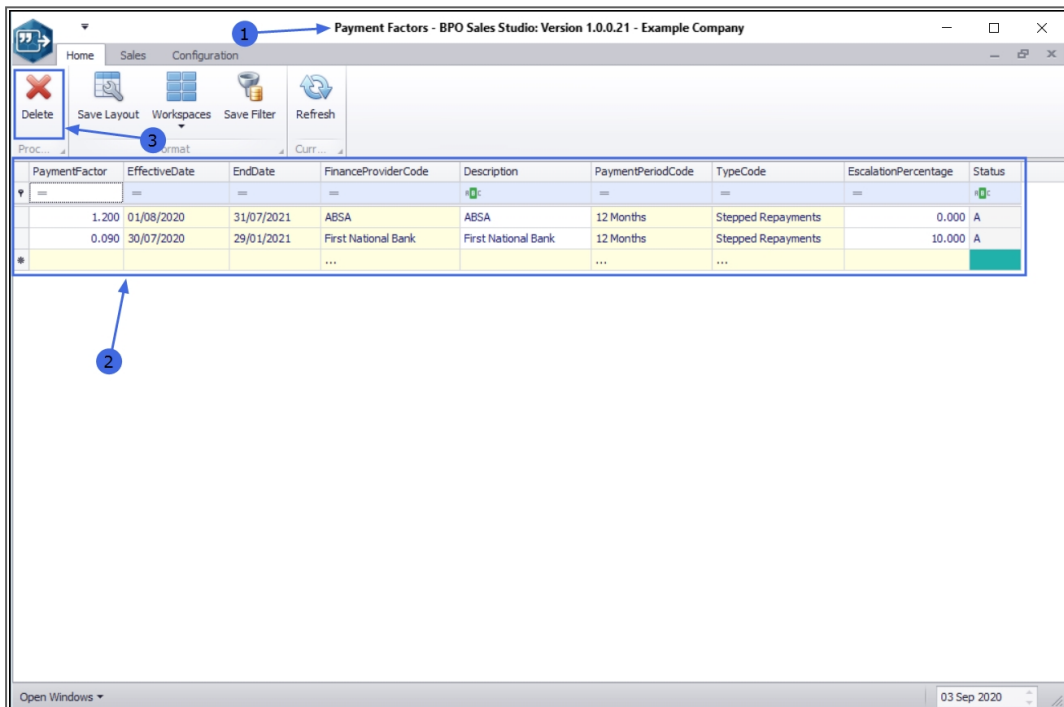 1
Payment Factors - BPO Sales Studio: Version 1.0.0.21 - Example Company
Home Sales Configuration
Delete Save Layout Workspaces Save Filter Refresh
3
Proc... ormat Curr...
PaymentFactor EffectiveDate EndDate FinanceProviderCode Description PaymentPeriodCode TypeCode EscalationPercentage Status
= = = = = = =
1.200 01/08/2020 31/07/2021 ABSA ABSA 12 Months Stepped Repayments 0.000 A
0.090 30/07/2020 29/01/2021 First National Bank First National Bank 12 Months Stepped Repayments 10.000 A
... ... ...
2
Open Windows 03 Sep 2020